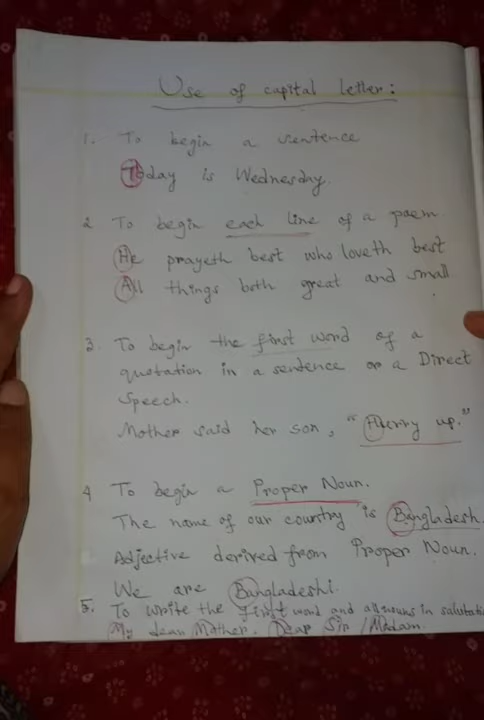 Use of capital letter:
1. To begin a sentence
Today is Wednesday.
2 To begin each line of a poem.
He prayeth best who loveth best
All things both great and small
3. To begin the first word of a
quotation in a sentence or a Direct
Speech.
Mother said her son, "Hurry up."
4 To begin a Proper Noun.
The name of our country is Bangladesh.
Adjective derived from Proper Noun.
We are Bangladeshi.
5. To write the first word and all nouns in
My dear Mother. Dear Sir / Madam.